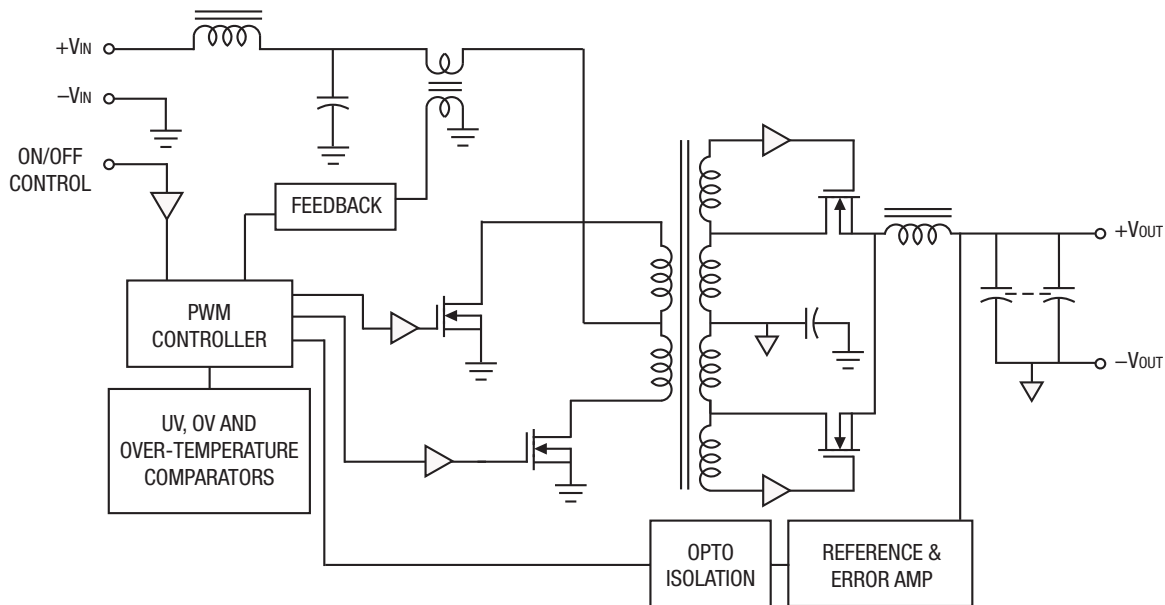 +VIN
–VIN
ON/OFF
CONTROL
FEEDBACK
PWM
CONTROLLER
UV, OV AND
OVER-TEMPERATURE
COMPARATORS
OPTO
ISOLATION
REFERENCE &
ERROR AMP
+VOUT
–VOUT